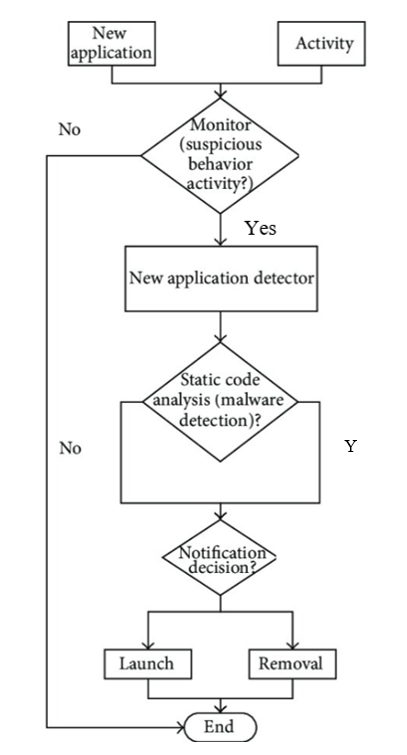 New
application
Activity
No
Monitor
(suspicious
behavior
activity?)
Yes
New application detector
Static code
analysis (malware
detection)?
No
Y
Notification
decision?
Launch
Removal
End